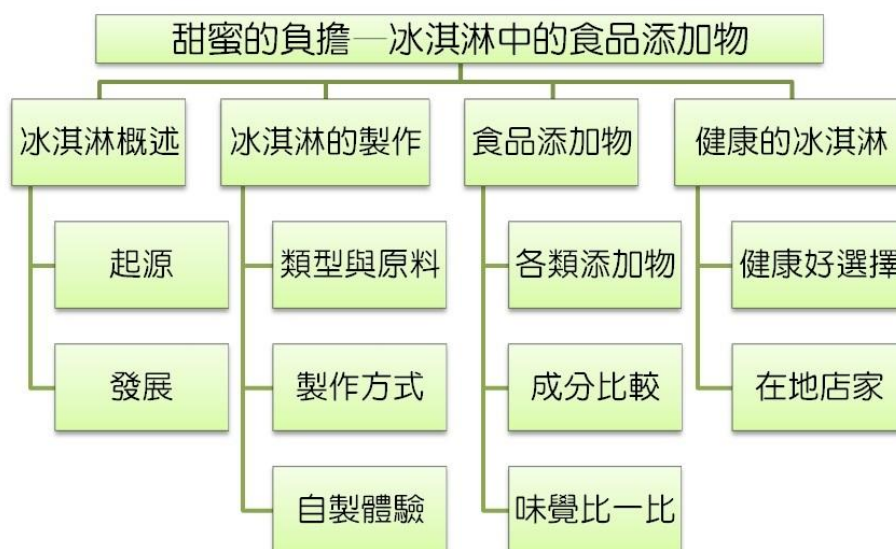 甜蜜的負擔—冰淇淋中的食品添加物
冰淇淋概述
起源
發展
冰淇淋的製作
類型與原料
製作方式
自製體驗
食品添加物
各類添加物
成分比較
味覺比一比
健康的冰淇淋
健康好選擇
在地店家